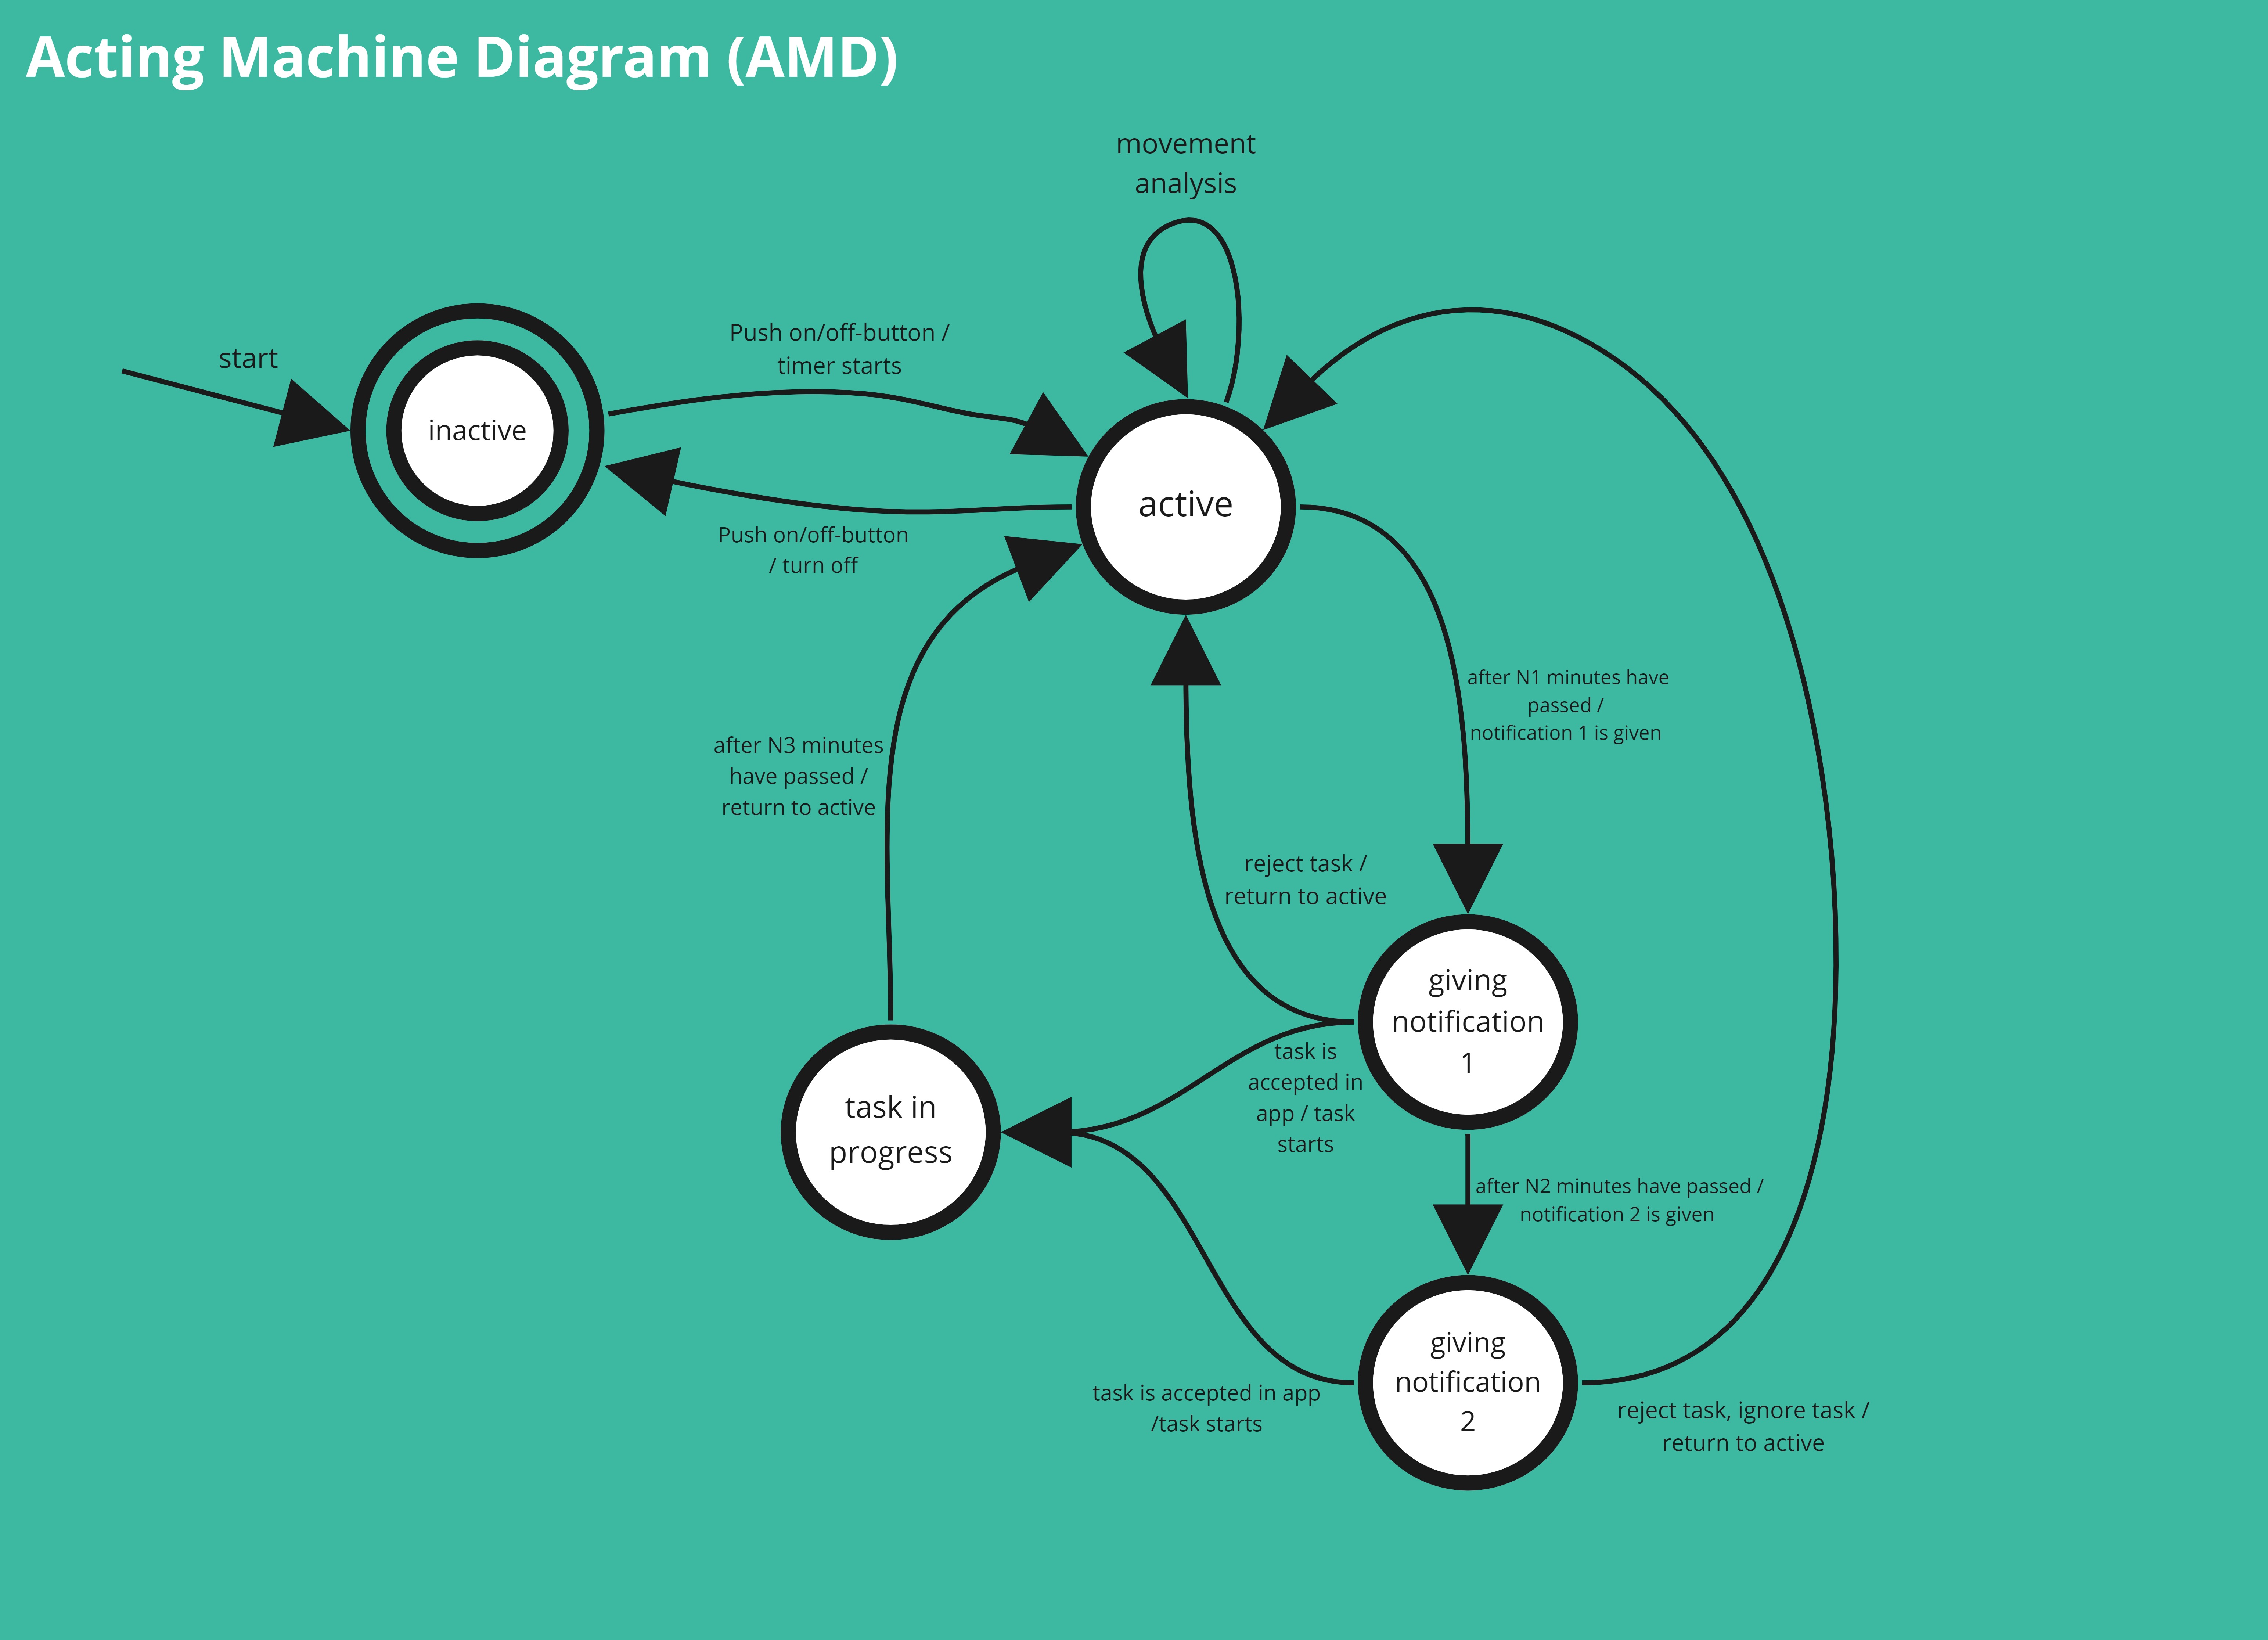 Acting Machine Diagram (AMD)
movement
analysis
start
Push on/off-button /
timer starts
inactive
active
Push on/off-button
/ turn off
after N1 minutes have
passed /
notification 1 is given
after N3 minutes
have passed /
return to active
reject task /
return to active
giving
notification
1
task is
accepted in
app / task
starts
task in
progress
after N2 minutes have passed /
notification 2 is given
giving
notification
2
task is accepted in app
/task starts
reject task, ignore task /
return to active